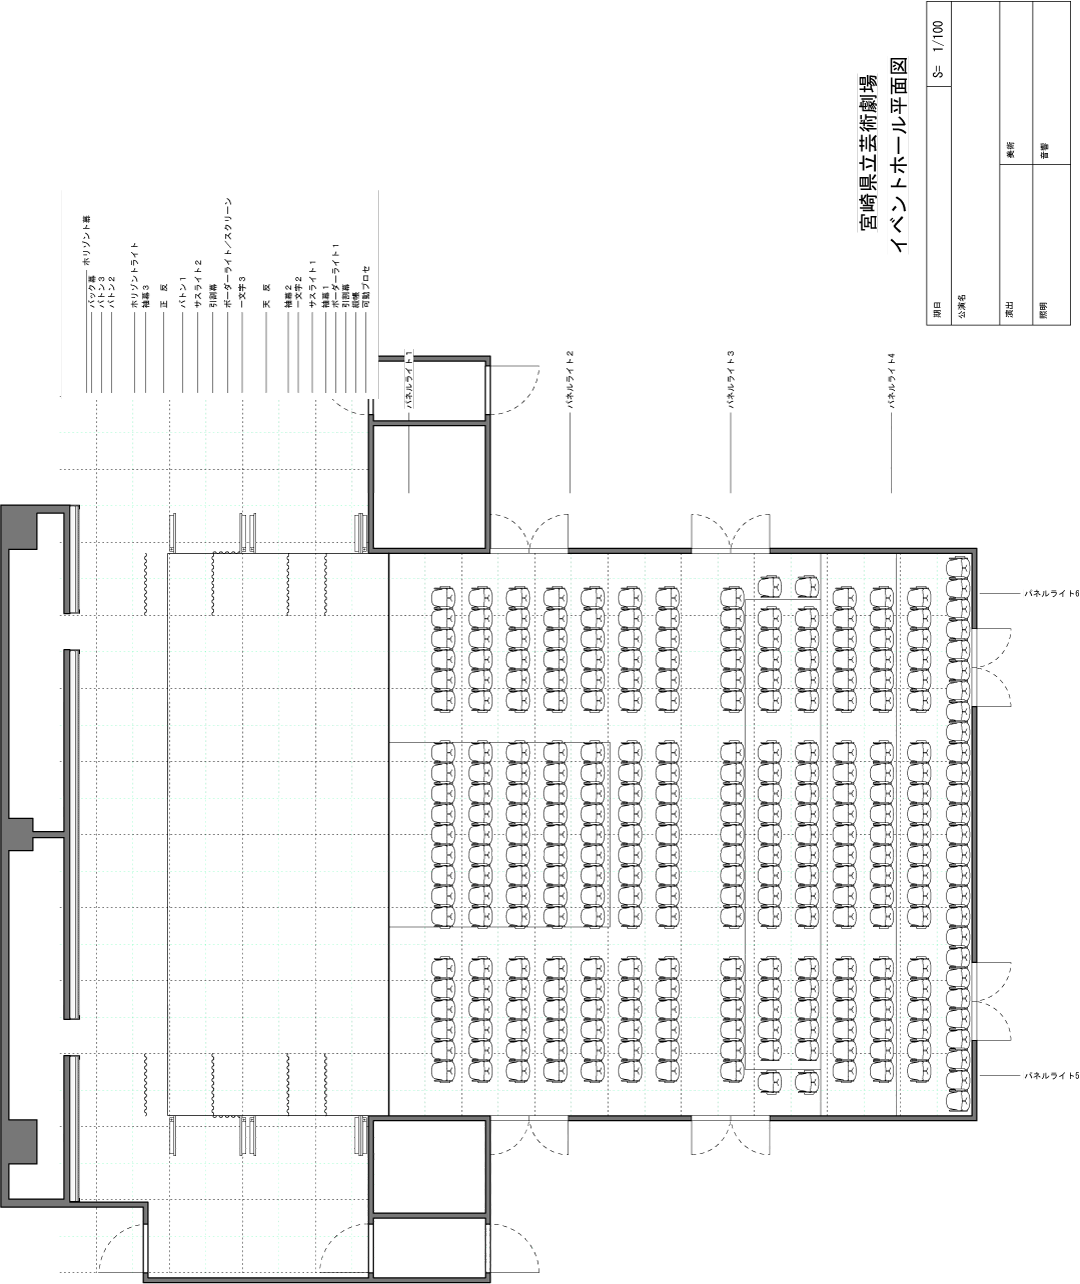 宮崎県立芸術劇場
イベントホール平面図
S= 1/100
期日
公演名
演出
美術
照明
音響
ホリゾント幕
バック幕
バトン3
バトン2
ホリゾントライト
袖幕3
正 反
バトン1
サスライト2
引割幕
ボーダーライト/スクリーン
一文字3
天 反
袖幕2
一文字2
サスライト1
袖幕1
ボーダーライト1
引割幕
緞帳
可動プロセ
パネルライト1
パネルライト2
パネルライト3
パネルライト4
パネルライト6
パネルライト5